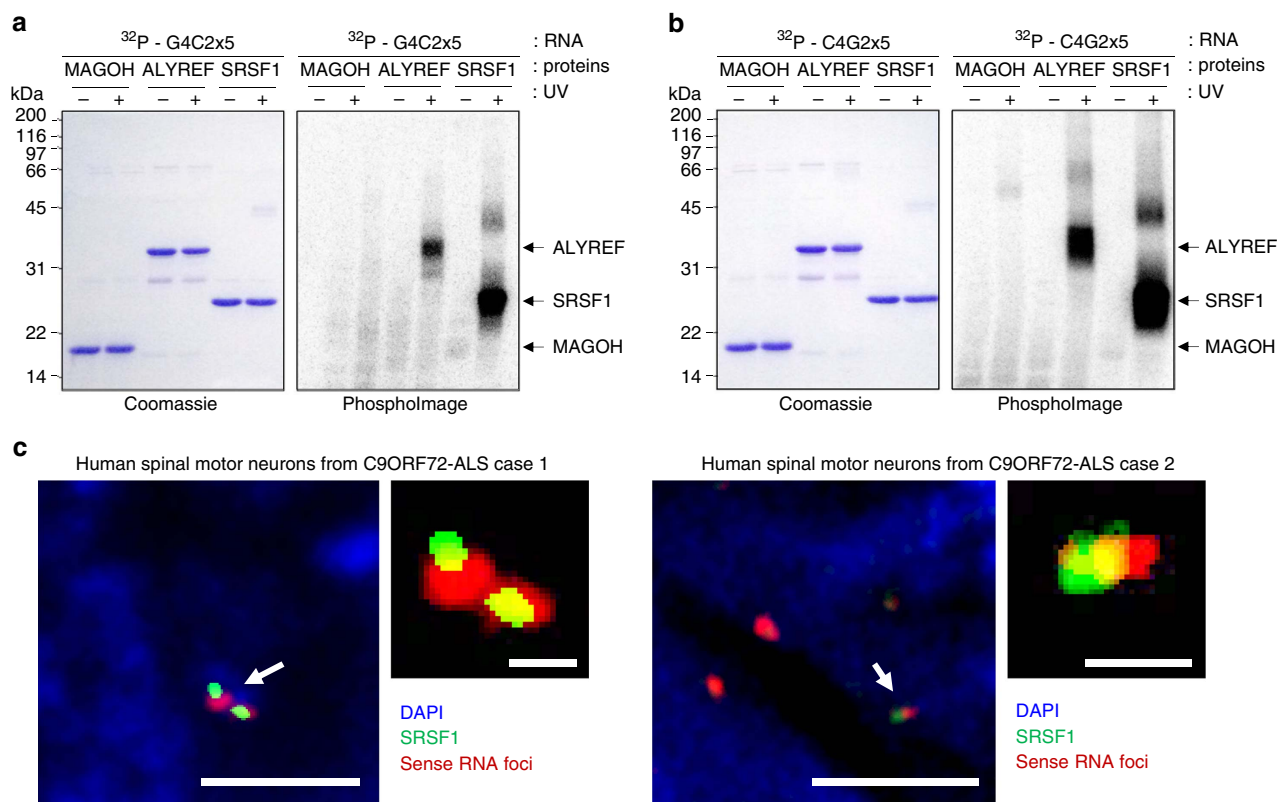 a
³²P - G4C2x5 ³²P - G4C2x5 : RNA
MAGOH ALYREF SRSF1 MAGOH ALYREF SRSF1 : proteins
kDa − + − + − + − + − + − + : UV
200
116
97
66
45
31
22
14
ALYREF
SRSF1
MAGOH
Coomassie PhosphoImage
b
³²P - C4G2x5 ³²P - C4G2x5 : RNA
MAGOH ALYREF SRSF1 MAGOH ALYREF SRSF1 : proteins
kDa − + − + − + − + − + − + : UV
200
116
97
66
45
31
22
14
ALYREF
SRSF1
MAGOH
Coomassie PhosphoImage
c
Human spinal motor neurons from C9ORF72-ALS case 1
DAPI
SRSF1
Sense RNA foci
Human spinal motor neurons from C9ORF72-ALS case 2
DAPI
SRSF1
Sense RNA foci